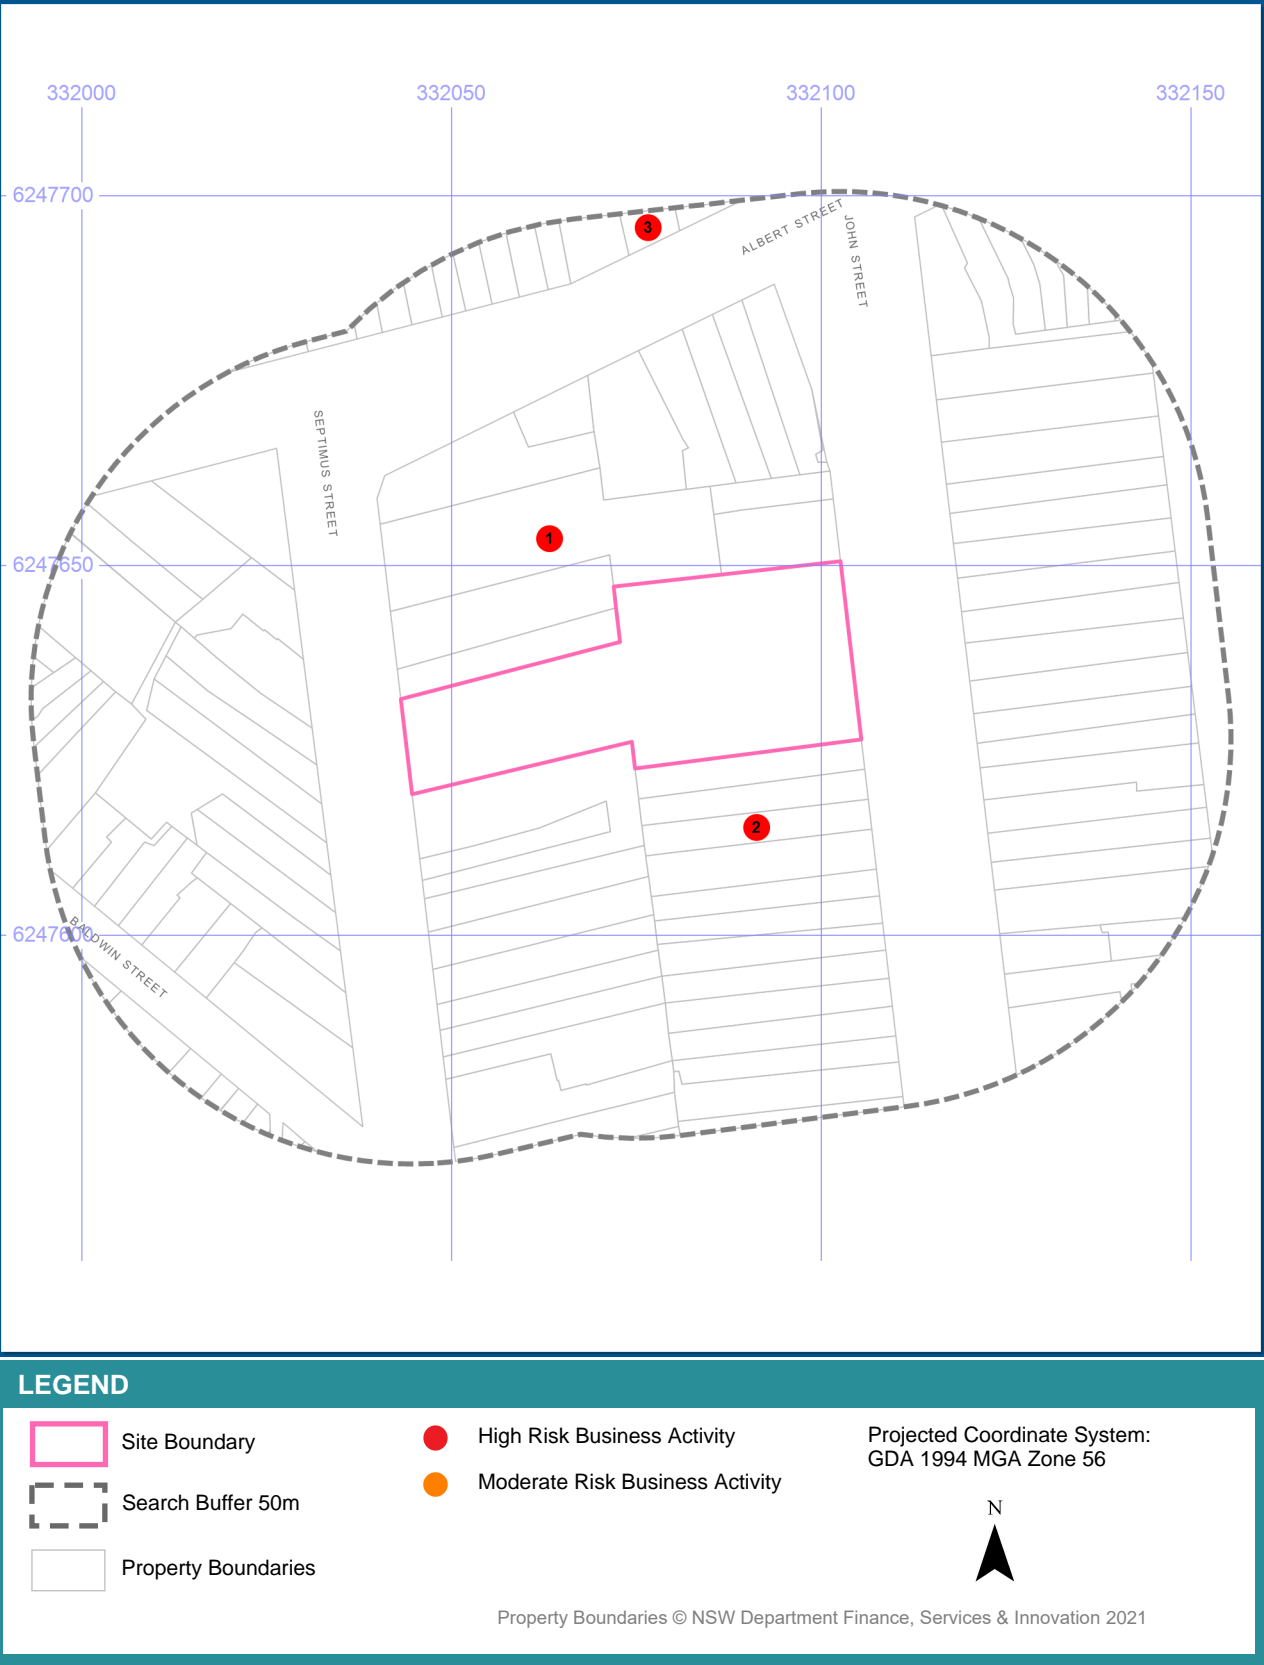 332000 332050 332100 332150
6247700
3
ALBERT STREET
JOHN STREET
SEPTIMUS STREET
1
6247650
2
BALDWIN STREET
6247600
LEGEND
Site Boundary
Search Buffer 50m
Property Boundaries
High Risk Business Activity
Moderate Risk Business Activity
Projected Coordinate System:
GDA 1994 MGA Zone 56
N
Property Boundaries © NSW Department Finance, Services & Innovation 2021